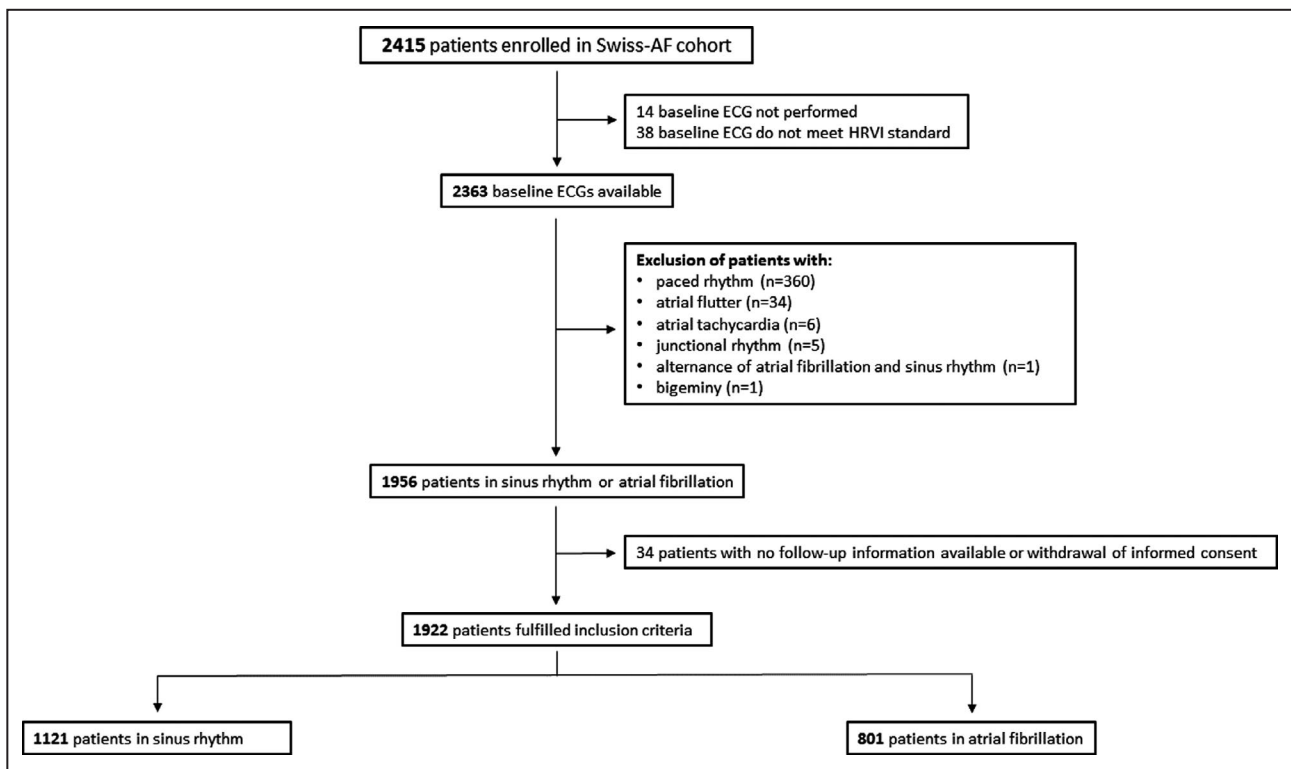 2415 patients enrolled in Swiss-AF cohort
14 baseline ECG not performed
38 baseline ECG do not meet HRVI standard
2363 baseline ECGs available
Exclusion of patients with:
• paced rhythm (n=360)
• atrial flutter (n=34)
• atrial tachycardia (n=6)
• junctional rhythm (n=5)
• alternance of atrial fibrillation and sinus rhythm (n=1)
• bigeminy (n=1)
1956 patients in sinus rhythm or atrial fibrillation
34 patients with no follow-up information available or withdrawal of informed consent
1922 patients fulfilled inclusion criteria
1121 patients in sinus rhythm
801 patients in atrial fibrillation